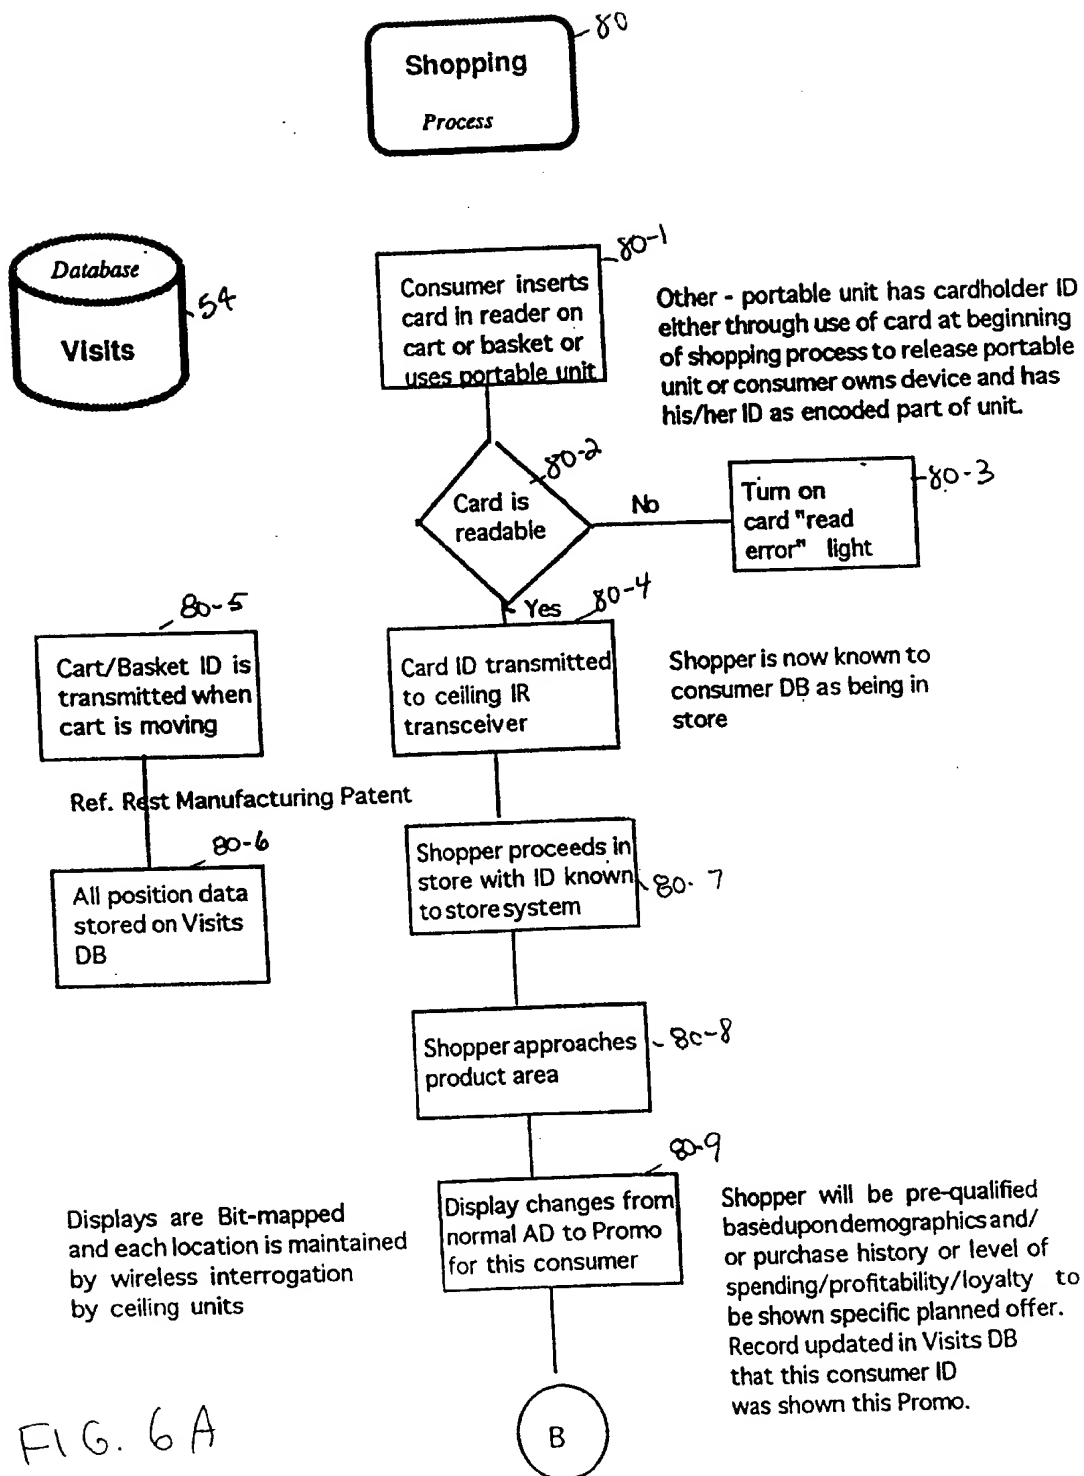 80
Shopping
Process
Database
Visits
54
80-1
Consumer inserts
card in reader on
cart or basket or
uses portable unit
Other - portable unit has cardholder ID
either through use of card at beginning
of shopping process to release portable
unit or consumer owns device and has
his/her ID as encoded part of unit.
80-2
Card is
readable
No
80-3
Turn on
card "read
error" light
Yes
80-4
80-5
Cart/Basket ID is
transmitted when
cart is moving
Card ID transmitted
to ceiling IR
transceiver
Shopper is now known to
consumer DB as being in
store
Ref. Rest Manufacturing Patent
80-6
All position data
stored on Visits
DB
Shopper proceeds in
store with ID known
to store system
80-7
Shopper approaches
product area
80-8
80-9
Displays are Bit-mapped
and each location is maintained
by wireless interrogation
by ceiling units
Display changes from
normal AD to Promo
for this consumer
Shopper will be pre-qualified
based upon demographics and/
or purchase history or level of
spending/profitability/loyalty to
be shown specific planned offer.
Record updated in Visits DB
that this consumer ID
was shown this Promo.
B
FIG. 6A